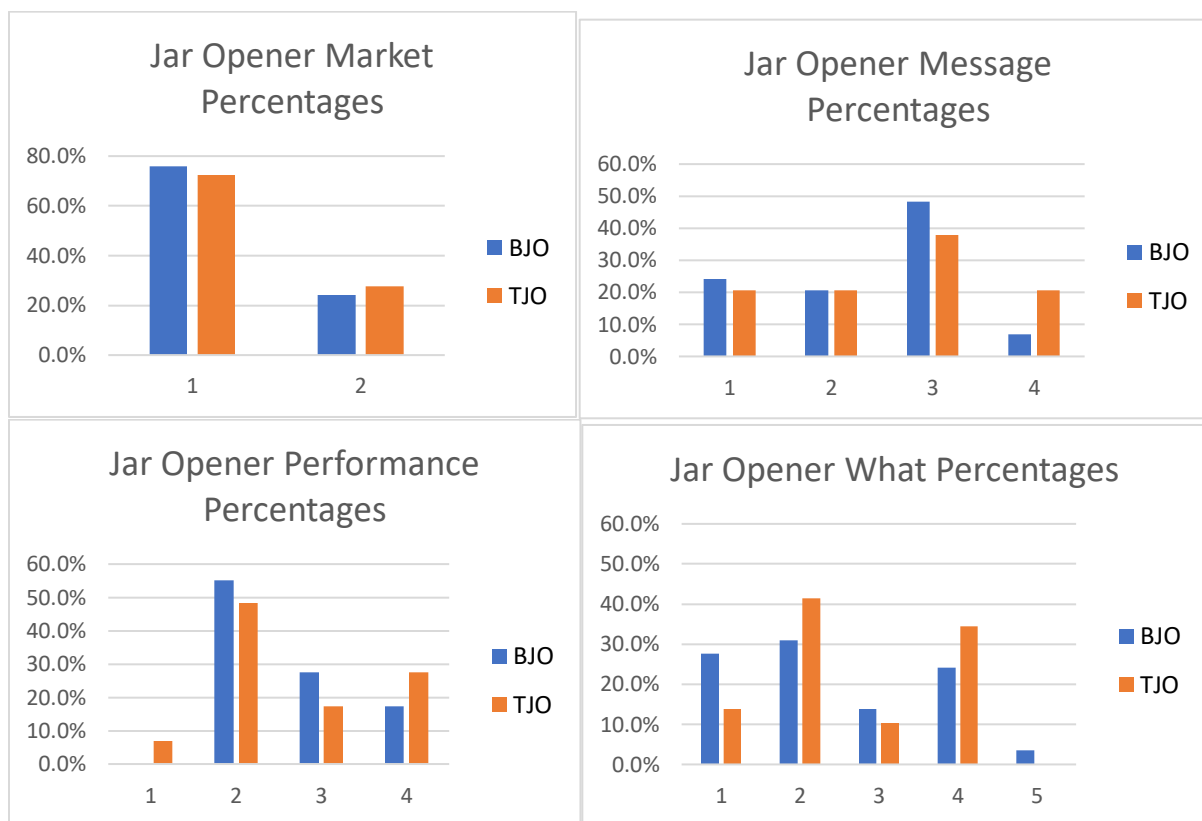 Jar Opener Market
Percentages
80.0%
60.0%
40.0%
20.0%
0.0%
1 2
BJO
TJO
Jar Opener Message
Percentages
60.0%
50.0%
40.0%
30.0%
20.0%
10.0%
0.0%
1 2 3 4
BJO
TJO
Jar Opener Performance
Percentages
60.0%
50.0%
40.0%
30.0%
20.0%
10.0%
0.0%
1 2 3 4
BJO
TJO
Jar Opener What Percentages
60.0%
50.0%
40.0%
30.0%
20.0%
10.0%
0.0%
1 2 3 4 5
BJO
TJO